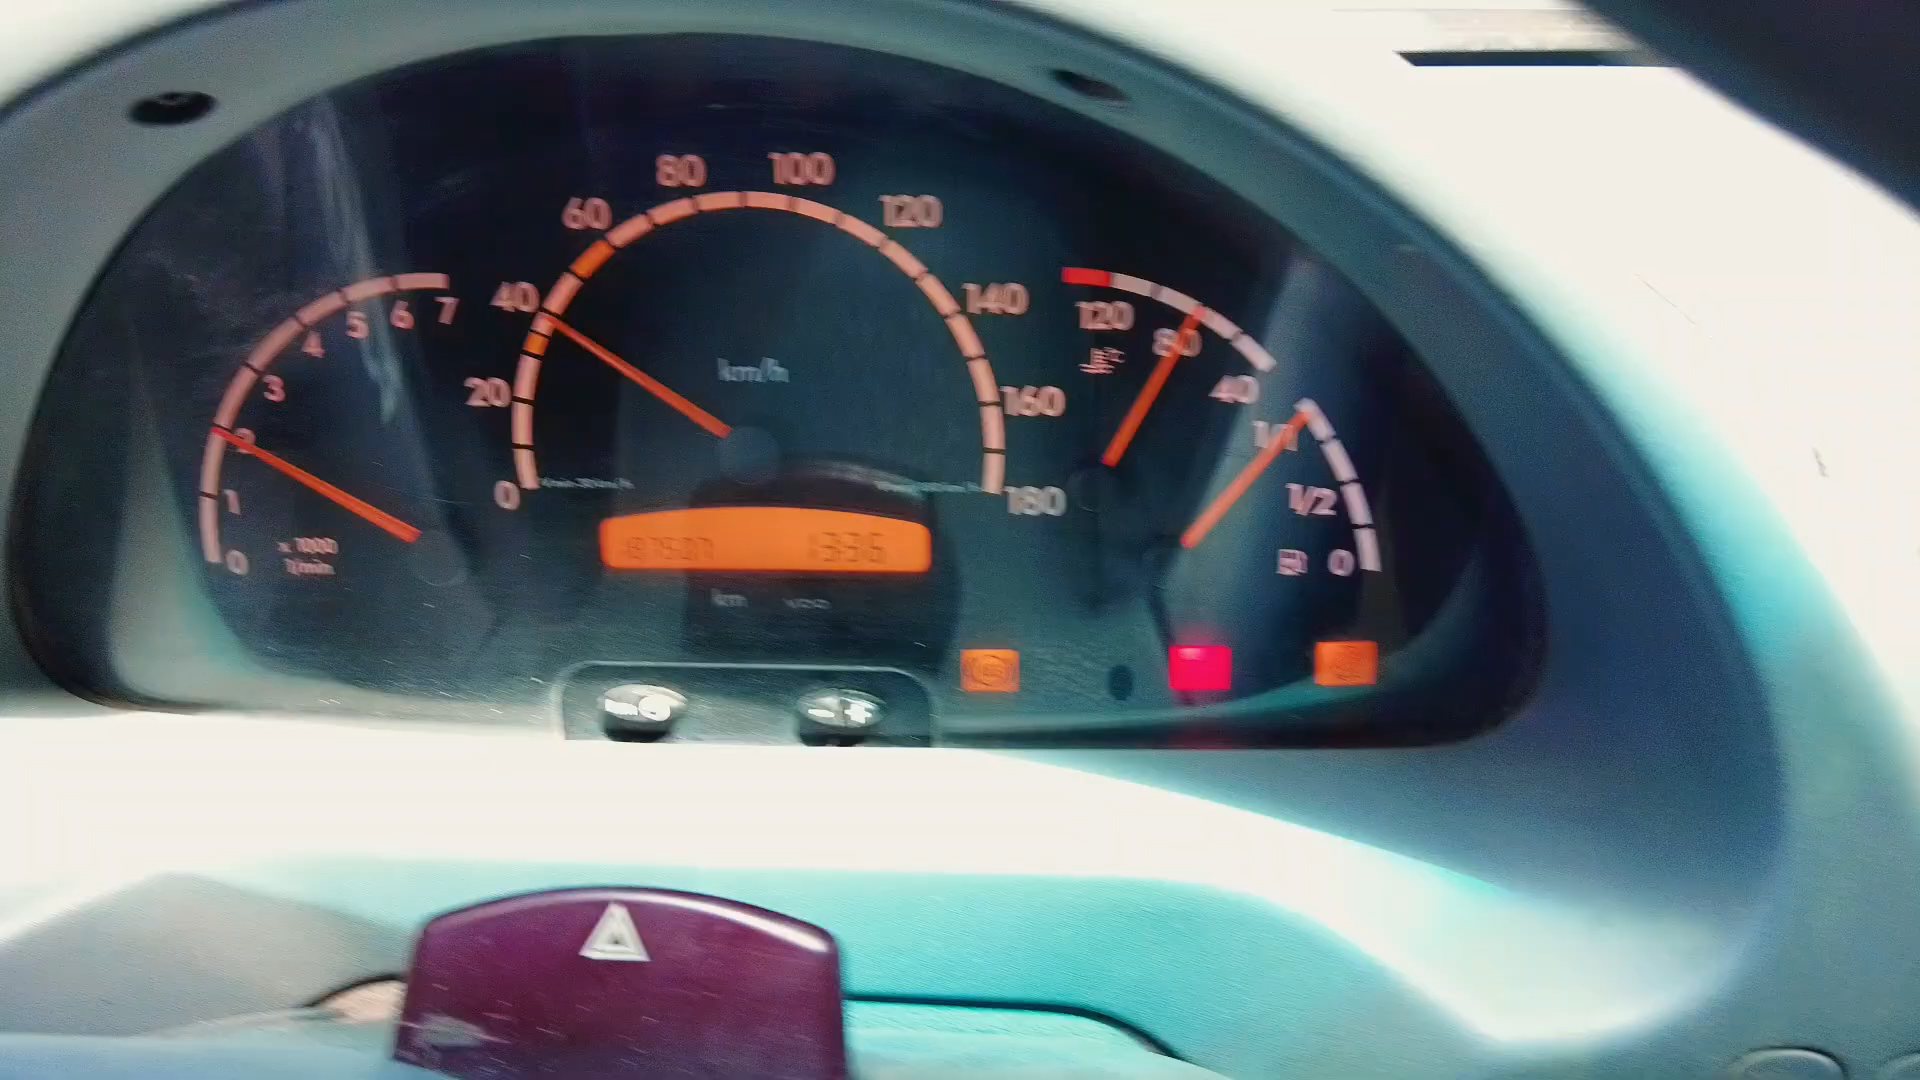 0 1 2 3 4 5 6 7
x 1000
1/min
0 20 40 60 80 100 120 140 160 180
km/h
km VDO
120 80 40
°C
1/1 1/2 R 0